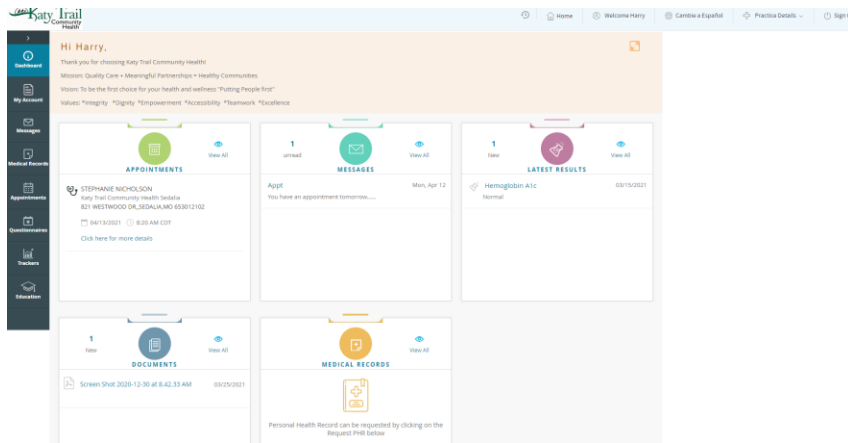 Katy Trail
Community
Health
Home
Welcome Harry
Cambie a Español
Practice Details
Sign
Dashboard
My Account
Messages
Medical Records
Appointments
Questionnaires
Trackers
Education
Hi Harry,
Thank you for choosing Katy Trail Community Health!
Mission: Quality Care + Meaningful Partnerships = Healthy Communities
Vision: To be the first choice for your health and wellness "Putting People first"
Values: *Integrity *Dignity *Empowerment *Accessibility *Teamwork *Excellence
View All
APPOINTMENTS
STEPHANIE NICHOLSON
Katy Trail Community Health Sedalia
821 WESTWOOD DR,SEDALIA,MO 653012102
04/13/2021 8:20 AM CDT
Click here for more details
1
unread
View All
MESSAGES
Appt Mon, Apr 12
You have an appointment tomorrow......
1
New
View All
LATEST RESULTS
Hemoglobin A1c 03/15/2021
Normal
1
New
View All
DOCUMENTS
Screen Shot 2020-12-30 at 8.42.33 AM 03/25/2021
View All
MEDICAL RECORDS
Personal Health Record can be requested by clicking on the
Request PHR below